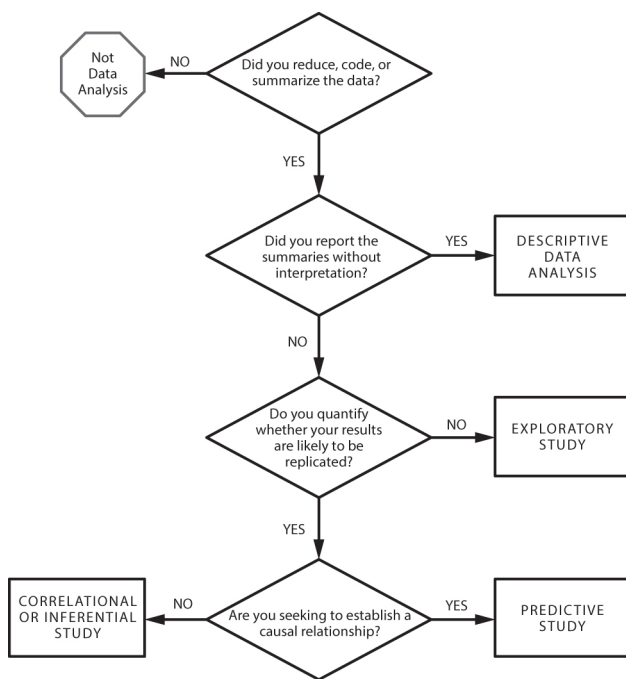 Not
Data
Analysis
NO
Did you reduce, code, or
summarize the data?
YES
Did you report the
summaries without
interpretation?
YES
DESCRIPTIVE
DATA
ANALYSIS
NO
Do you quantify
whether your results
are likely to be
replicated?
NO
EXPLORATORY
STUDY
YES
CORRELATIONAL
OR INFERENTIAL
STUDY
NO
Are you seeking to establish a
causal relationship?
YES
PREDICTIVE
STUDY